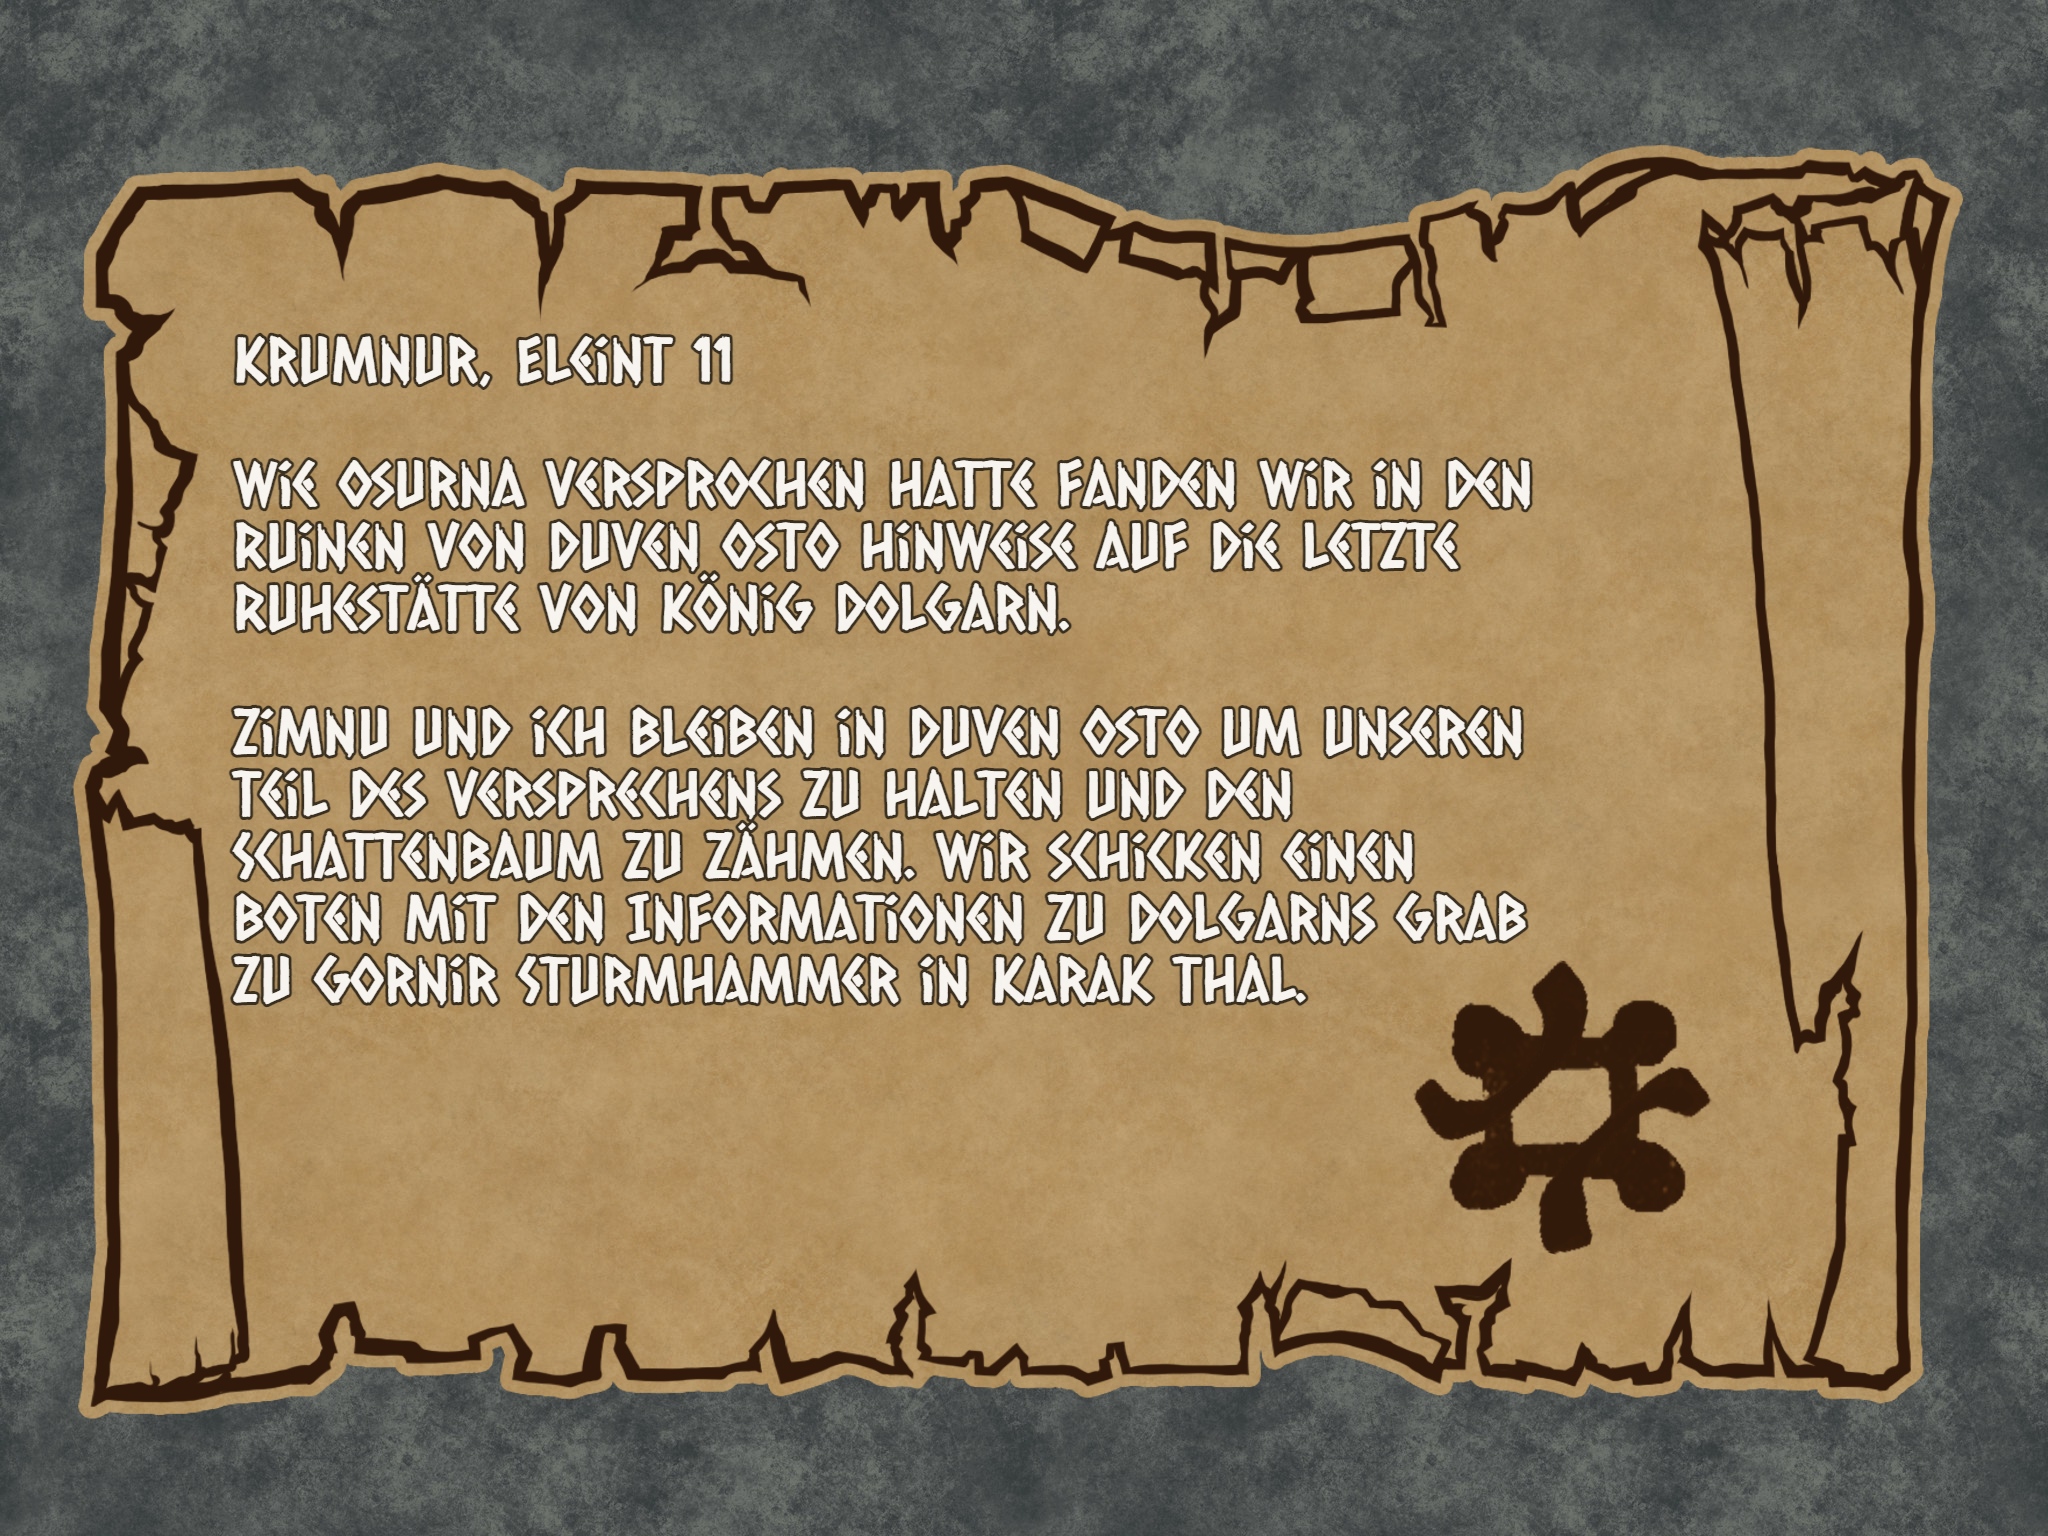 KRUMNUR, ELEiNT 11
WiE OSURNA VERSPROCHEN HATTE FANDEN WiR iN DEN
RUiNEN VON DUVEN OSTO HiNWEiSE AUF DiE LETZTE
RUHESTÄTTE VON KÖNiG DOLGARN.
ZiMNU UND iCH BLEiBEN iN DUVEN OSTO UM UNSEREN
TEiL DES VERSPRECHENS ZU HALTEN UND DEN
SCHATTENBAUM ZU ZÄHMEN. WiR SCHiCKEN EiNEN
BOTEN MiT DEN INFORMATiONEN ZU DOLGARNS GRAB
ZU GORNiR STURMHAMMER iN KARAK THAL.